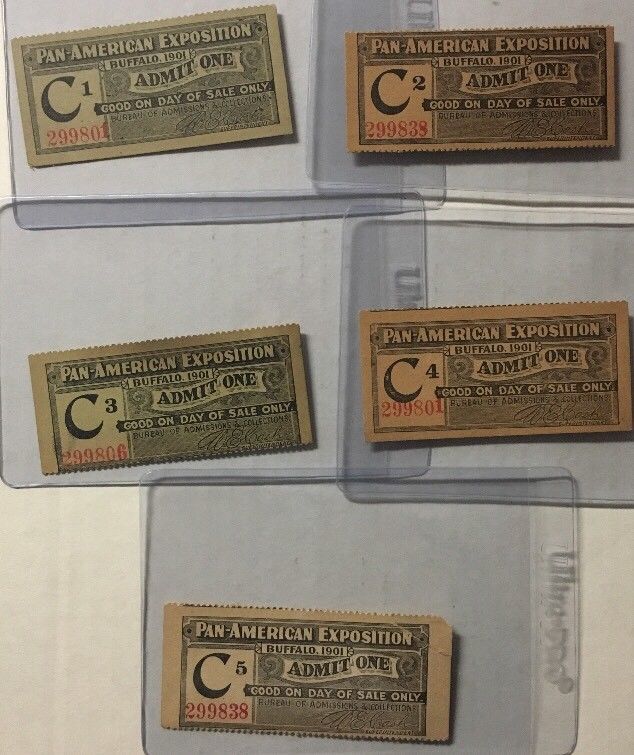 PAN-AMERICAN EXPOSITION
BUFFALO. 1901
C1 ADMIT ONE
GOOD ON DAY OF SALE ONLY.
BUREAU OF ADMISSIONS & COLLECTIONS
299801
SUPERINTENDENT
PAN-AMERICAN EXPOSITION
BUFFALO. 1901
C2 ADMIT ONE
GOOD ON DAY OF SALE ONLY.
BUREAU OF ADMISSIONS & COLLECTIONS
299838
SUPERINTENDENT
PAN-AMERICAN EXPOSITION
BUFFALO. 1901
C3 ADMIT ONE
GOOD ON DAY OF SALE ONLY.
BUREAU OF ADMISSIONS & COLLECTIONS
299806
PAN-AMERICAN EXPOSITION
BUFFALO. 1901
C4 ADMIT ONE
GOOD ON DAY OF SALE ONLY.
BUREAU OF ADMISSIONS & COLLECTIONS
299801
SUPERINTENDENT
PAN-AMERICAN EXPOSITION
BUFFALO. 1901
C5 ADMIT ONE
GOOD ON DAY OF SALE ONLY.
BUREAU OF ADMISSIONS & COLLECTIONS
299838
SUPERINTENDENT